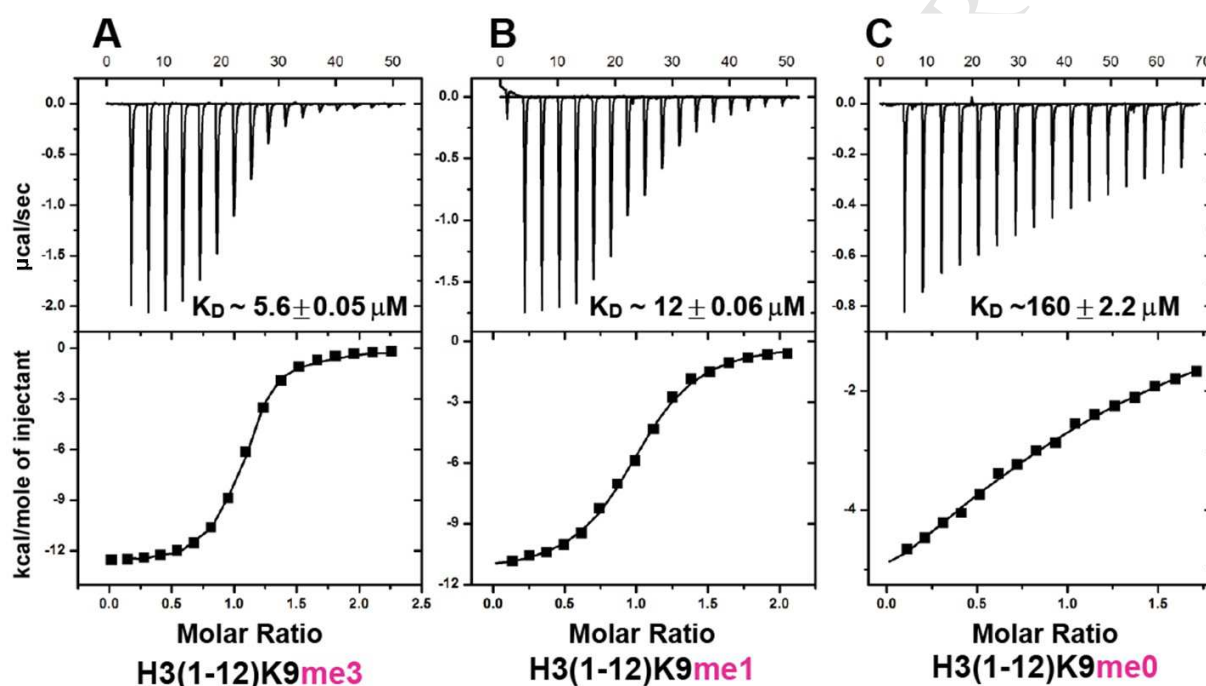 A B C
0 10 20 30 40 50
0 10 20 30 40 50
0 10 20 30 40 50 60 70
µcal/sec
0.0
-0.5
-1.0
-1.5
-2.0
K_D ~ 5.6 ± 0.05 µM
0.0
-0.5
-1.0
-1.5
K_D ~ 12 ± 0.06 µM
0.0
-0.2
-0.4
-0.6
-0.8
K_D ~160 ± 2.2 µM
kcal/mole of injectant
0
-3
-6
-9
-12
0
-3
-6
-9
-12
-2
-4
0.0 0.5 1.0 1.5 2.0 2.5
0.0 0.5 1.0 1.5 2.0
0.0 0.5 1.0 1.5
Molar Ratio Molar Ratio Molar Ratio
H3(1-12)K9me3 H3(1-12)K9me1 H3(1-12)K9me0